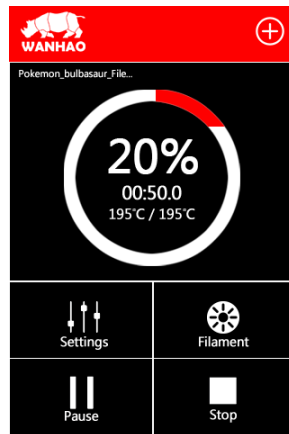 WANHAO
Pokemon_bulbasaur_File...
20%
00:50.0
195℃ / 195℃
Settings
Filament
Pause
Stop